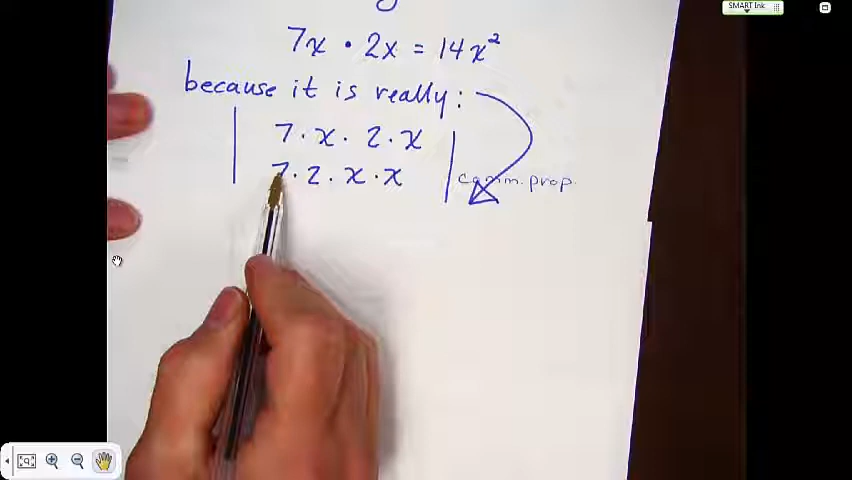 SMART Ink
7x · 2x = 14x²
because it is really:
7 · x · 2 · x
7 · 2 · x · x
comm. prop.